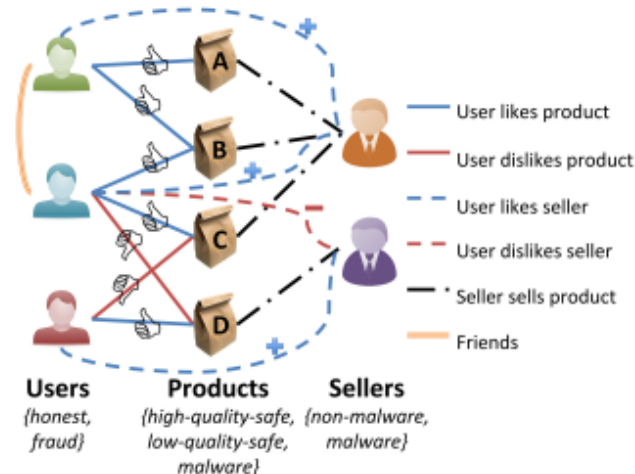 A
B
C
D
User likes product
User dislikes product
User likes seller
User dislikes seller
Seller sells product
Friends
Users
{honest,
fraud}
Products
{high-quality-safe,
low-quality-safe,
malware}
Sellers
{non-malware,
malware}